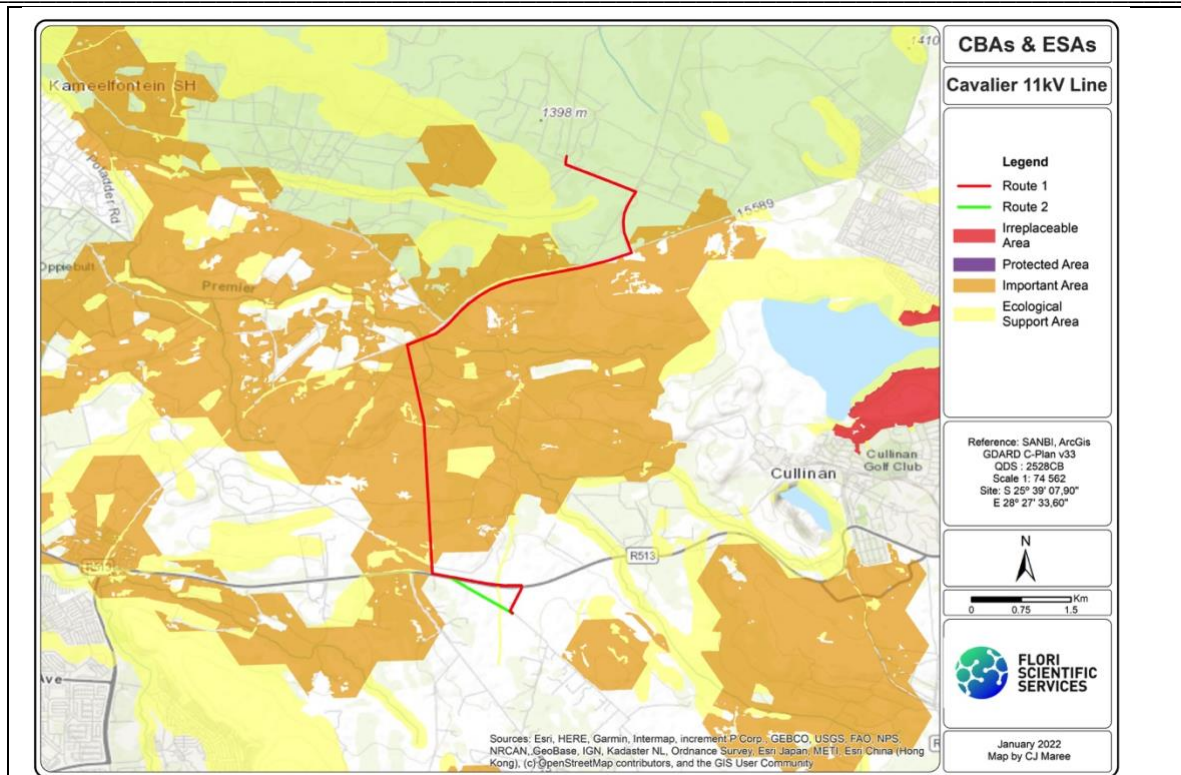 CBAs & ESAs
Cavalier 11kV Line
Legend
Route 1
Route 2
Irreplaceable
Area
Protected Area
Important Area
Ecological
Support Area
Reference: SANBI, ArcGis
GDARD C-Plan v33
QDS : 2528CB
Scale 1: 74 562
Site: S 25º 39' 07,90"
E 28º 27' 33,60"
N
Km
0 0.75 1.5
FLORI
SCIENTIFIC
SERVICES
January 2022
Map by CJ Maree
1410
Kameelfontein SH
1398 m
Poladder Rd
15589
Oppiebult
Premier
Cullinan
Golf Club
Cullinan
R513
R513
Ave
R
Sources: Esri, HERE, Garmin, Intermap, increment P Corp., GEBCO, USGS, FAO, NPS,
NRCAN, GeoBase, IGN, Kadaster NL, Ordnance Survey, Esri Japan, METI, Esri China (Hong
Kong), (c) OpenStreetMap contributors, and the GIS User Community